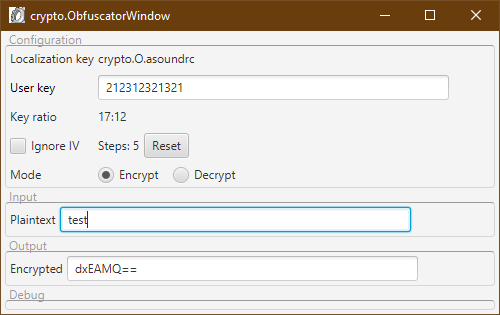 crypto.ObfuscatorWindow
Configuration
Localization key crypto.O.asoundrc
User key 212312321321
Key ratio 17:12
Ignore IV Steps: 5 Reset
Mode Encrypt Decrypt
Input
Plaintext test
Output
Encrypted dxEAMQ==
Debug